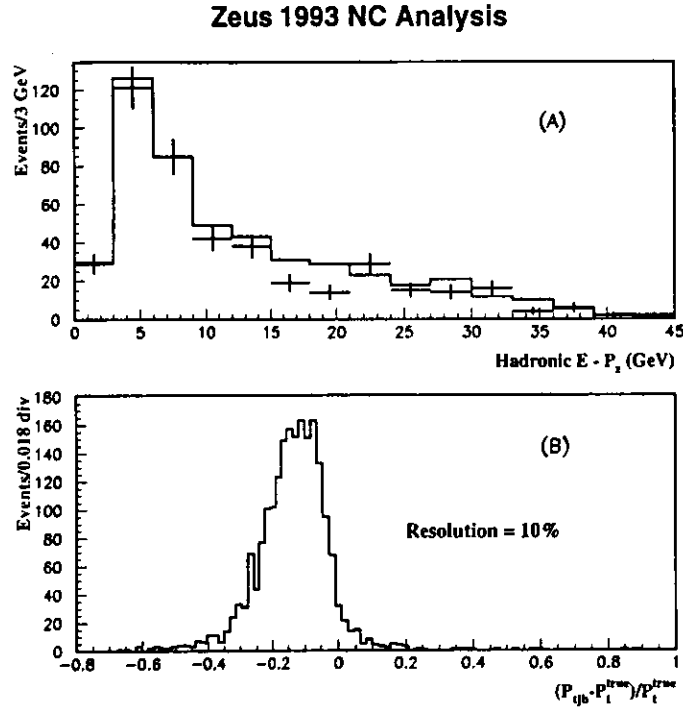 Zeus 1993 NC Analysis
Events/3 GeV
120
100
80
60
40
20
0
(A)
0 5 10 15 20 25 30 35 40 45
Hadronic E - P_z (GeV)
Events/0.018 div
180
160
140
120
100
80
60
40
20
0
(B)
Resolution = 10%
-0.8 -0.6 -0.4 -0.2 0 0.2 0.4 0.6 0.8 1
(P_tjb-P_t^true)/P_t^true